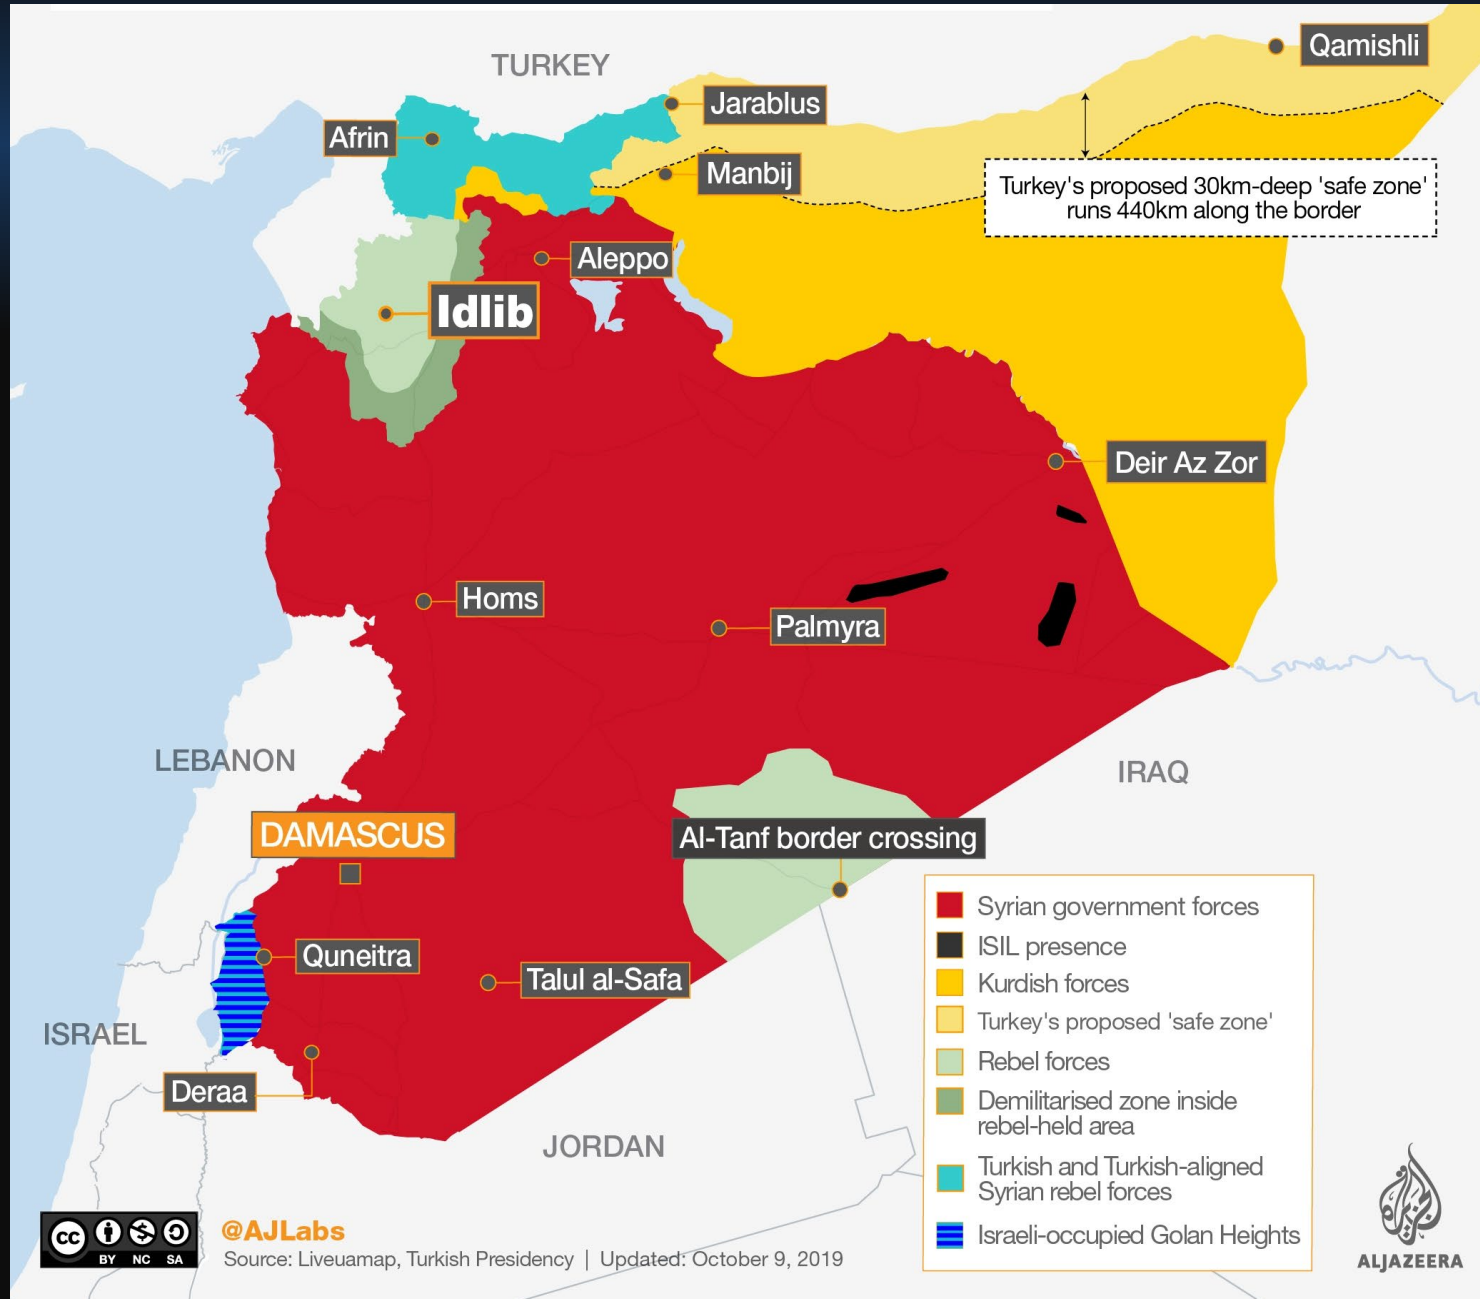 TURKEY
Qamishli
Jarablus
Afrin
Manbij
Turkey's proposed 30km-deep 'safe zone'
runs 440km along the border
Aleppo
Idlib
Deir Az Zor
Homs
Palmyra
LEBANON
IRAQ
DAMASCUS
Al-Tanf border crossing
Quneitra
Talul al-Safa
ISRAEL
Deraa
JORDAN
Syrian government forces
ISIL presence
Kurdish forces
Turkey's proposed 'safe zone'
Rebel forces
Demilitarised zone inside
rebel-held area
Turkish and Turkish-aligned
Syrian rebel forces
Israeli-occupied Golan Heights
cc
BY NC SA
@AJLabs
Source: Liveuamap, Turkish Presidency | Updated: October 9, 2019
ALJAZEERA